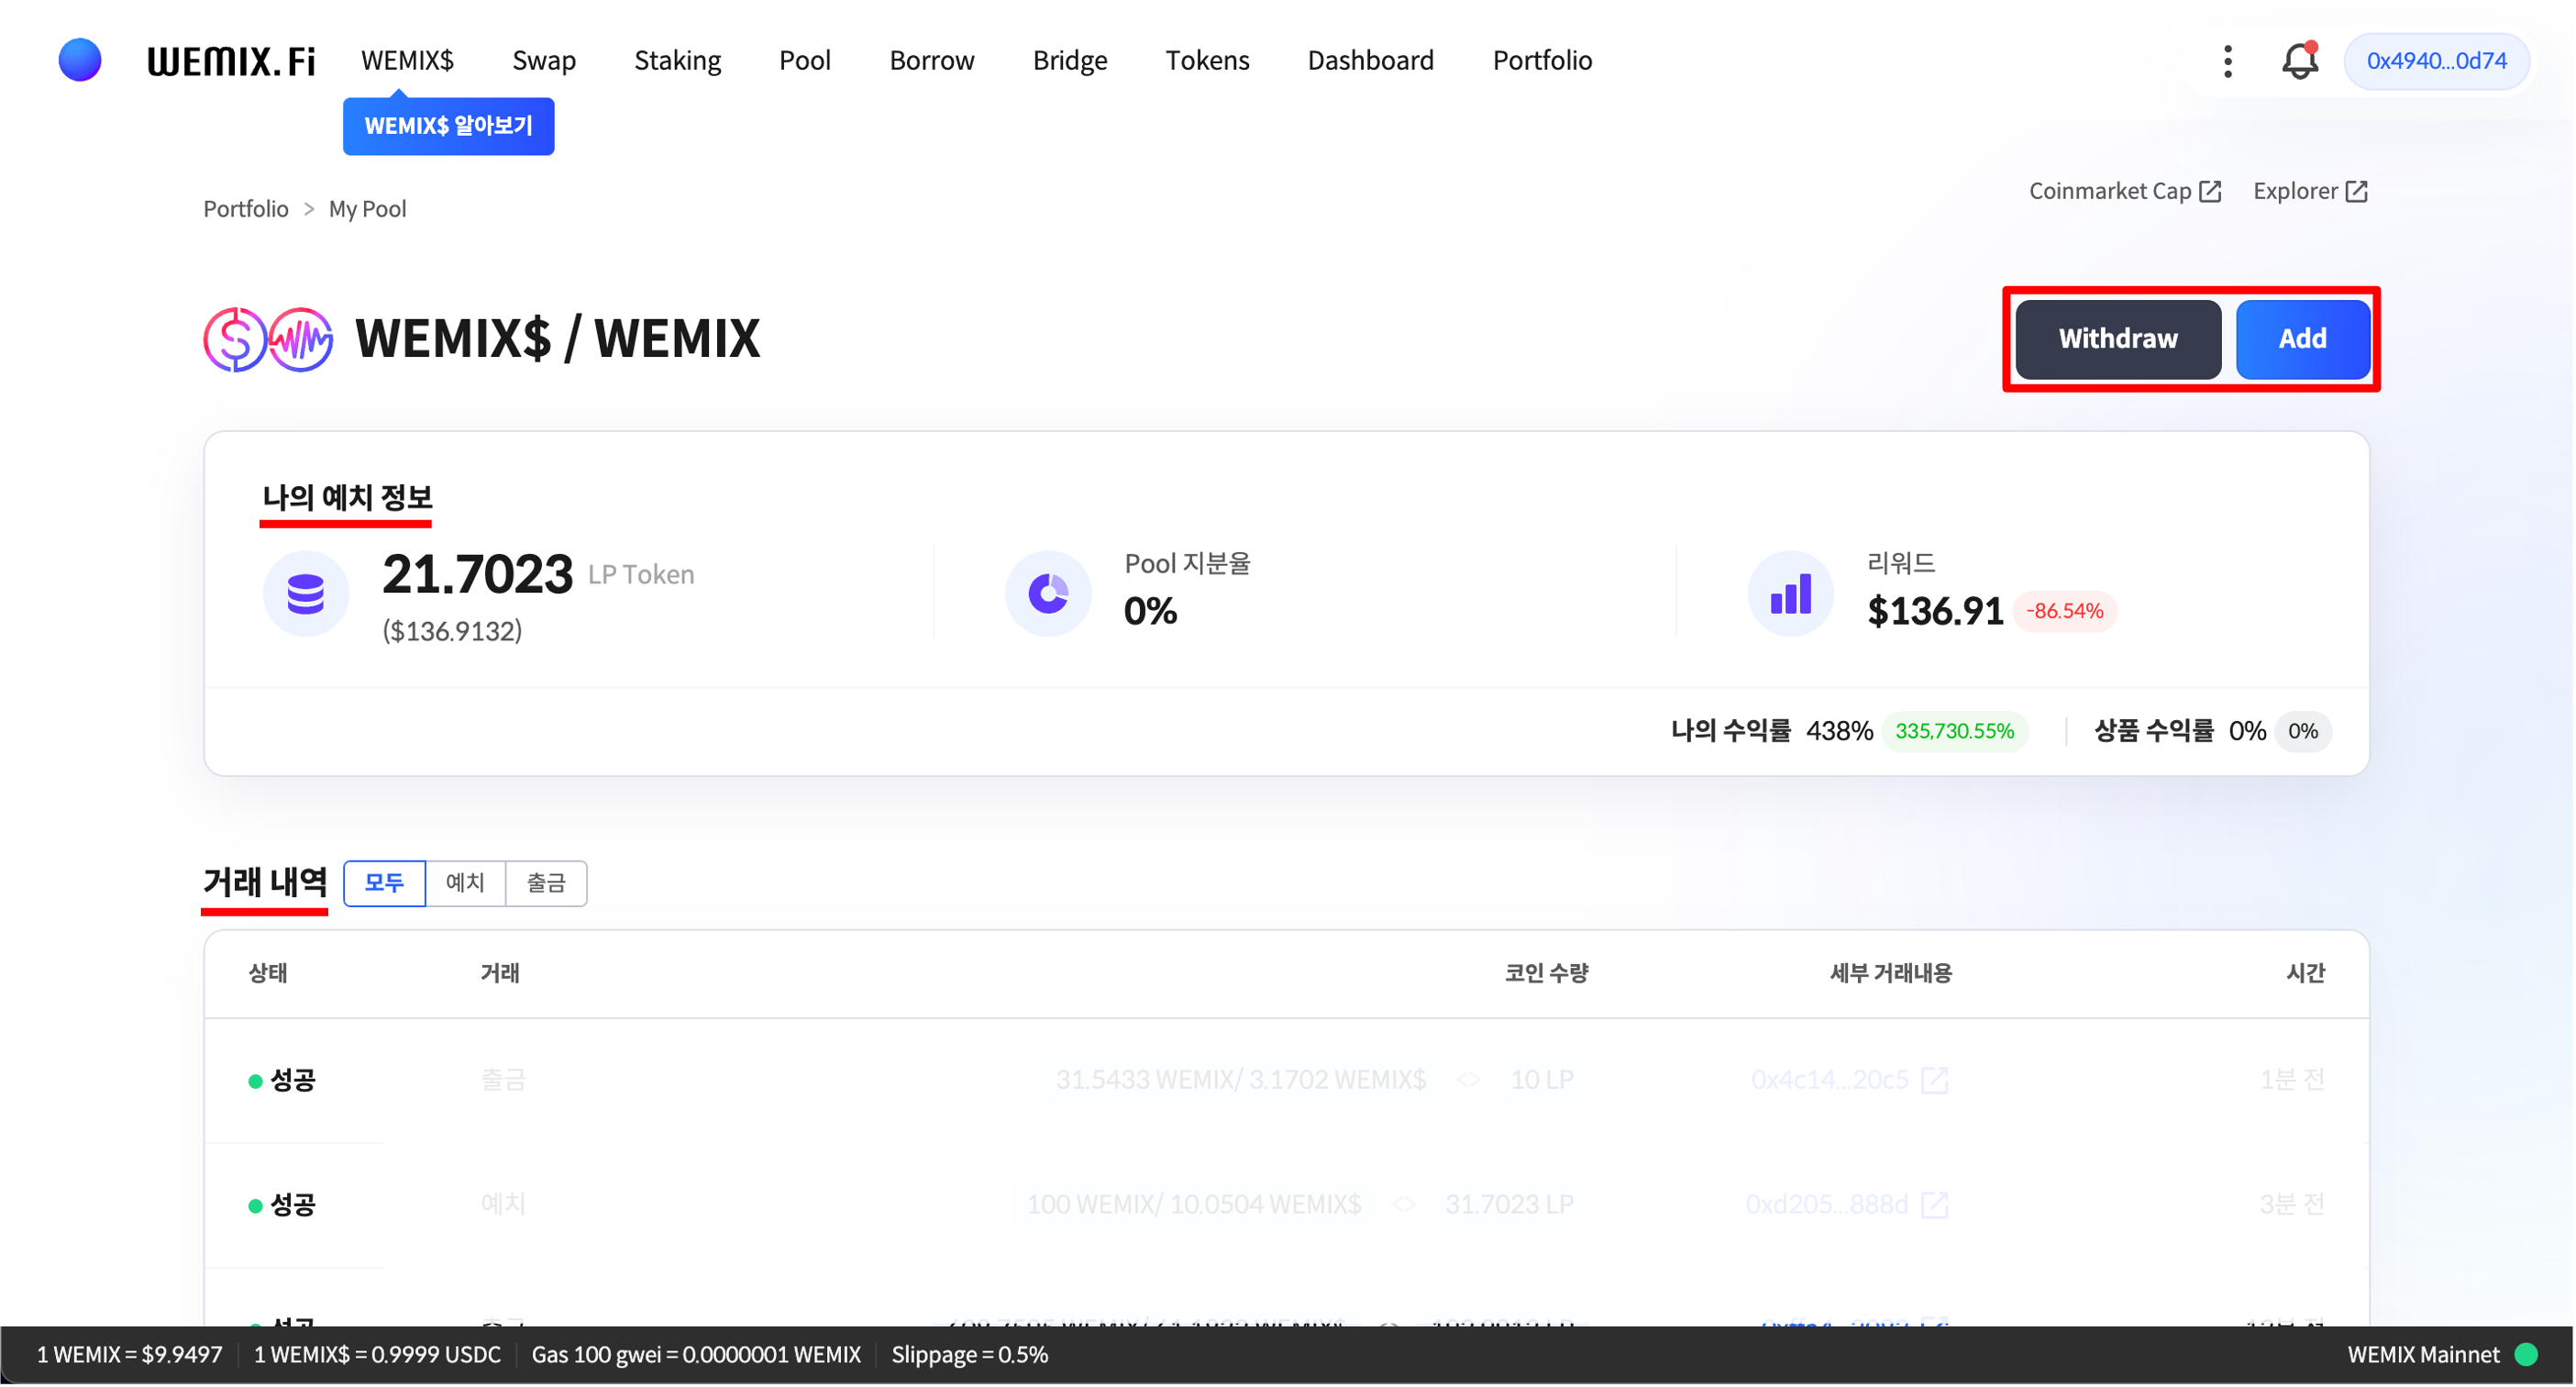 WEMIX.Fi WEMIX$ Swap Staking Pool Borrow Bridge Tokens Dashboard Portfolio 0x4940...0d74
WEMIX$ 알아보기
Coinmarket Cap Explorer
Portfolio > My Pool
WEMIX$ / WEMIX Withdraw Add
나의 예치 정보
21.7023 LP Token
($136.9132)
Pool 지분율
0%
리워드
$136.91 -86.54%
나의 수익률 438% 335,730.55% 상품 수익률 0% 0%
거래 내역 모두 예치 출금
상태 거래 코인 수량 세부 거래내용 시간
성공 출금 31.5433 WEMIX/ 3.1702 WEMIX$ <> 10 LP 0x4c14...20c5 1분 전
성공 예치 100 WEMIX/ 10.0504 WEMIX$ <> 31.7023 LP 0xd205...888d 3분 전
성공 출금
1 WEMIX = $9.9497 1 WEMIX$ = 0.9999 USDC Gas 100 gwei = 0.0000001 WEMIX Slippage = 0.5% WEMIX Mainnet